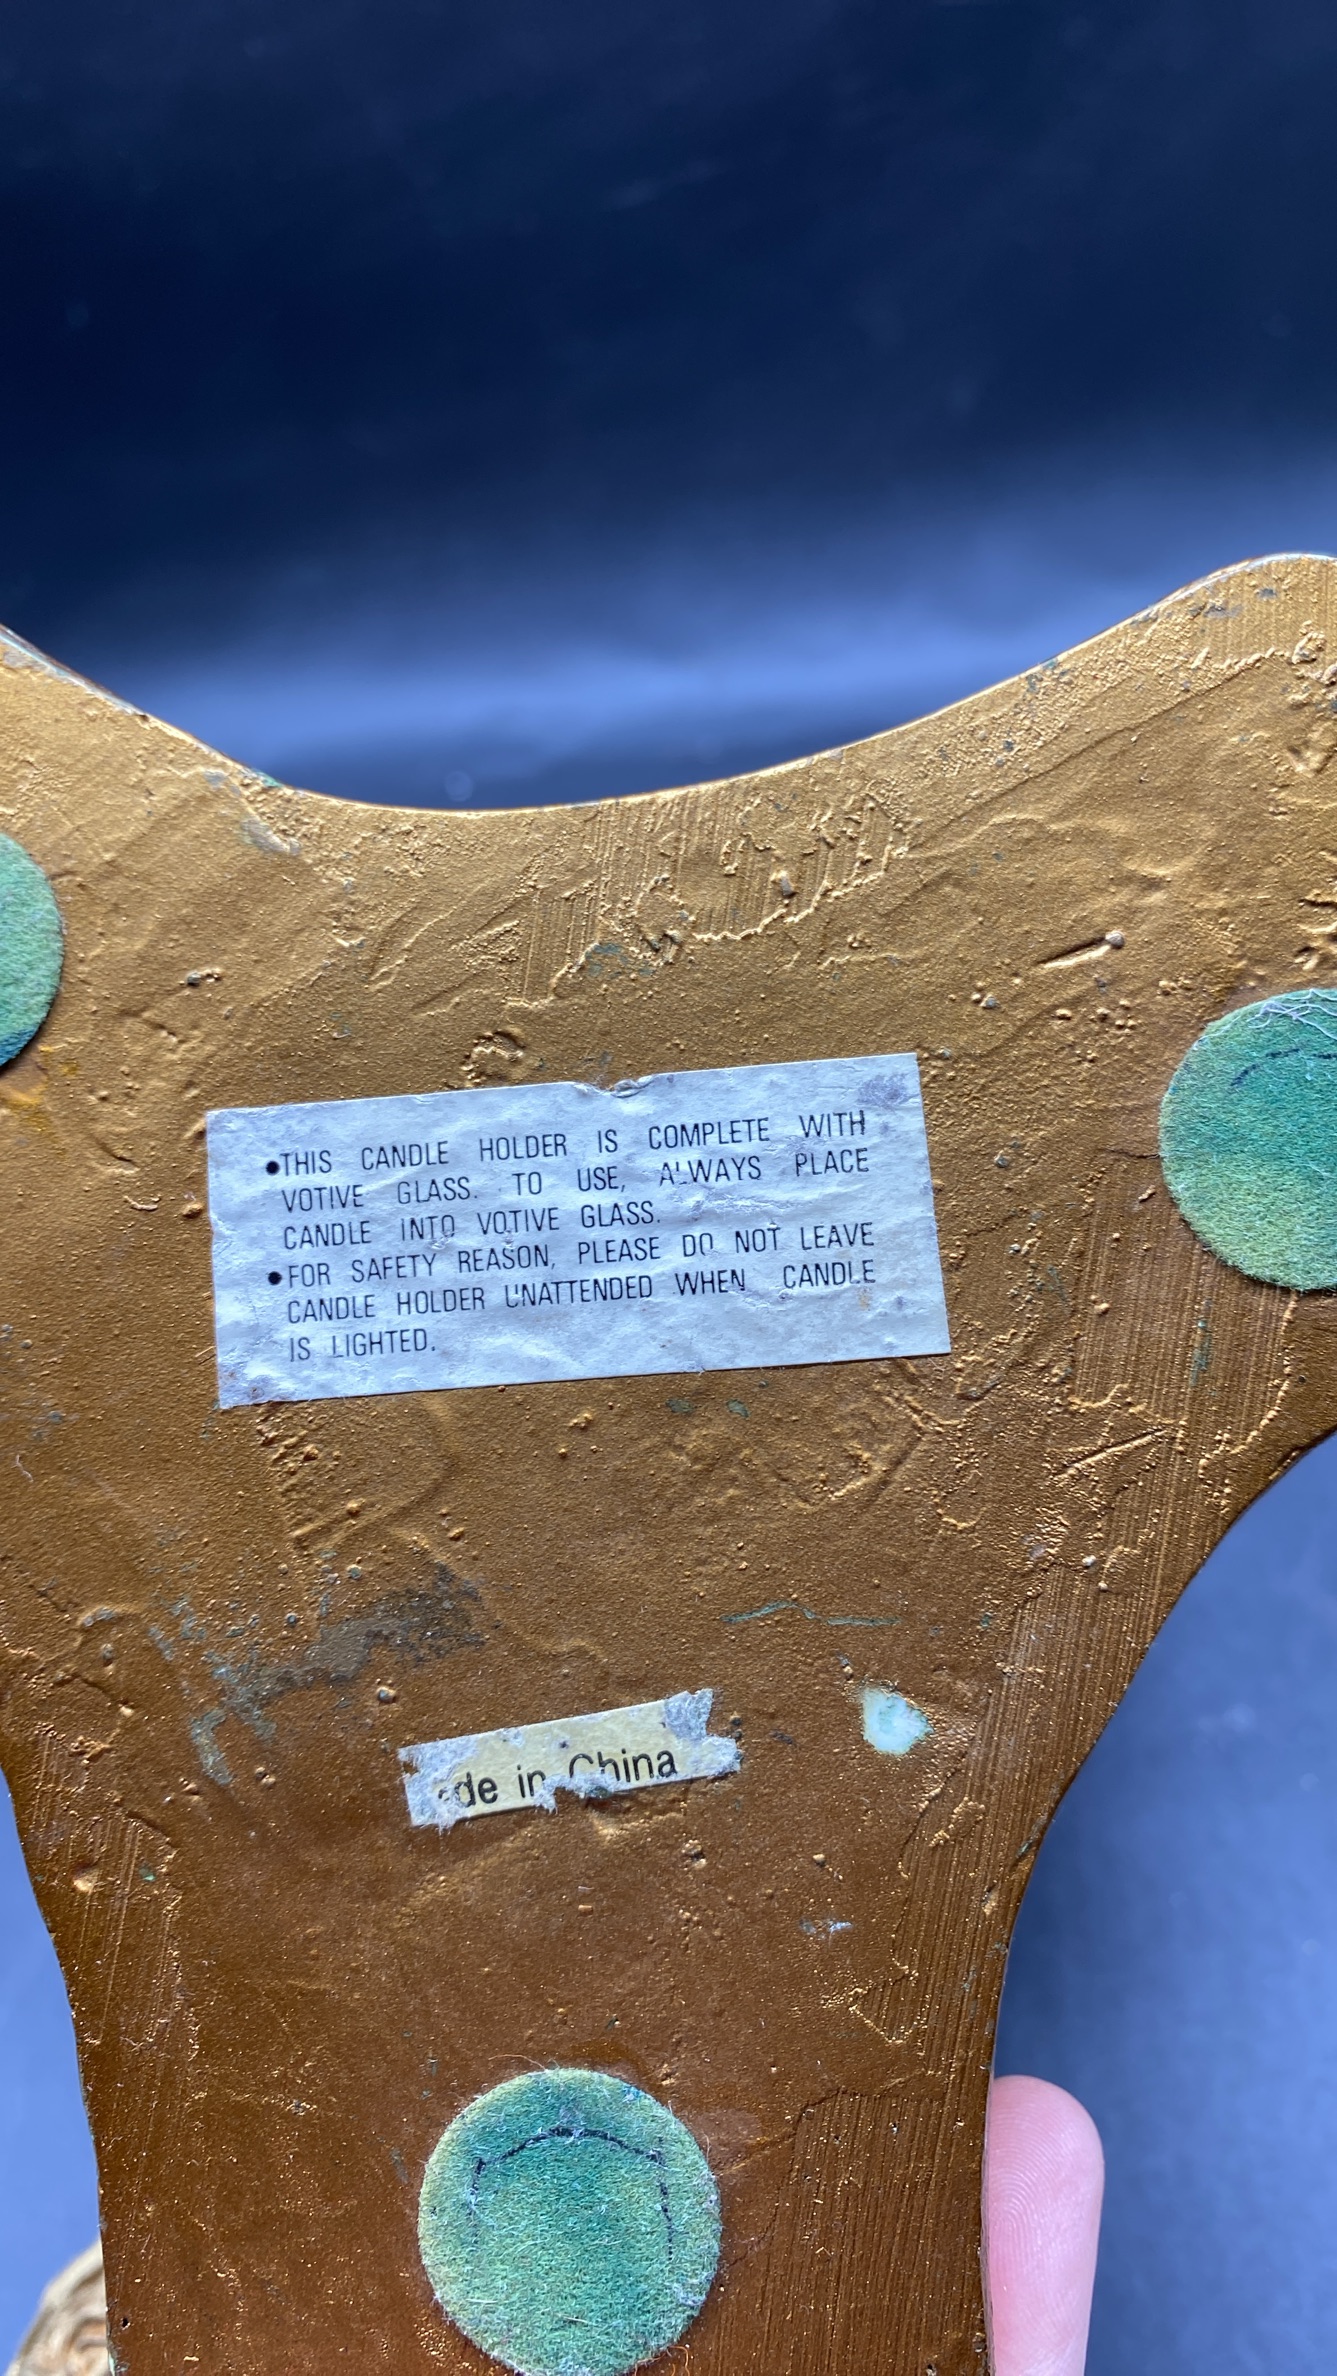 •THIS CANDLE HOLDER IS COMPLETE WITH
VOTIVE GLASS. TO USE, ALWAYS PLACE
CANDLE INTO VOTIVE GLASS.
•FOR SAFETY REASON, PLEASE DO NOT LEAVE
CANDLE HOLDER UNATTENDED WHEN CANDLE
IS LIGHTED.
de in China